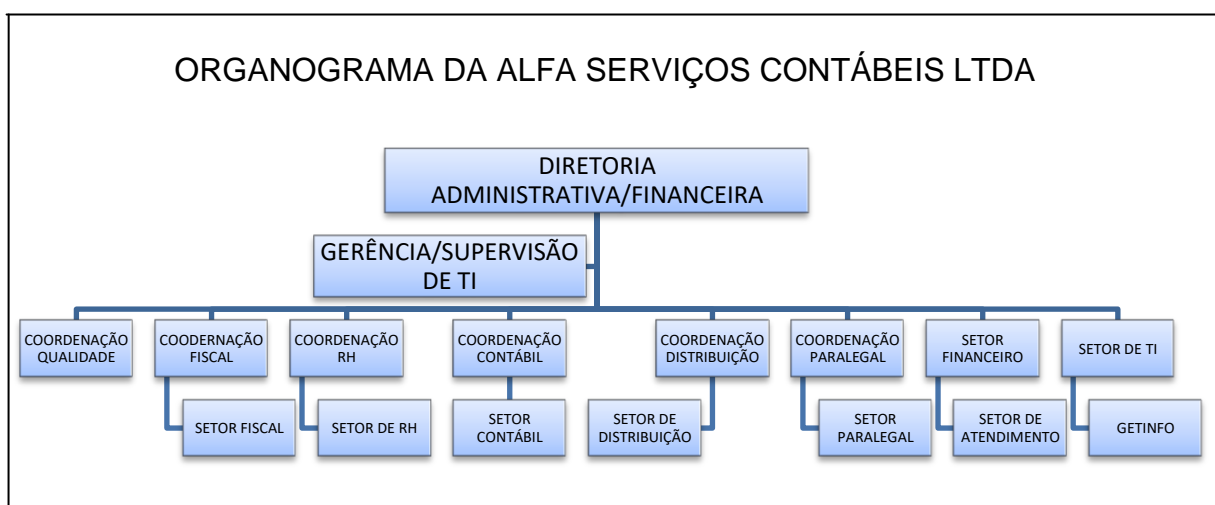 ORGANOGRAMA DA ALFA SERVIÇOS CONTÁBEIS LTDA
DIRETORIA
ADMINISTRATIVA/FINANCEIRA
GERÊNCIA/SUPERVISÃO
DE TI
COORDENAÇÃO
QUALIDADE
COODERNAÇÃO
FISCAL
COORDENAÇÃO
RH
COORDENAÇÃO
CONTÁBIL
COORDENAÇÃO
DISTRIBUIÇÃO
COORDENAÇÃO
PARALEGAL
SETOR
FINANCEIRO
SETOR DE TI
SETOR FISCAL
SETOR DE RH
SETOR
CONTÁBIL
SETOR DE
DISTRIBUIÇÃO
SETOR
PARALEGAL
SETOR DE
ATENDIMENTO
GETINFO